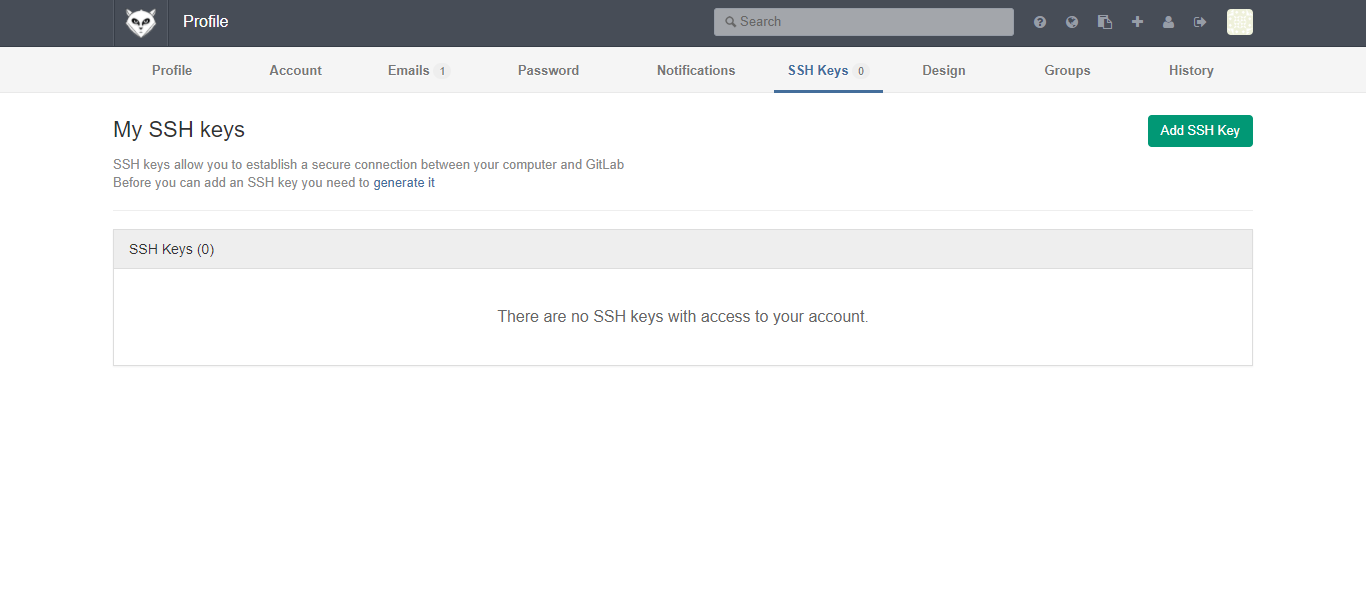 Profile
Search
Profile
Account
Emails 1
Password
Notifications
SSH Keys 0
Design
Groups
History
My SSH keys
Add SSH Key
SSH keys allow you to establish a secure connection between your computer and GitLab
Before you can add an SSH key you need to generate it
SSH Keys (0)
There are no SSH keys with access to your account.